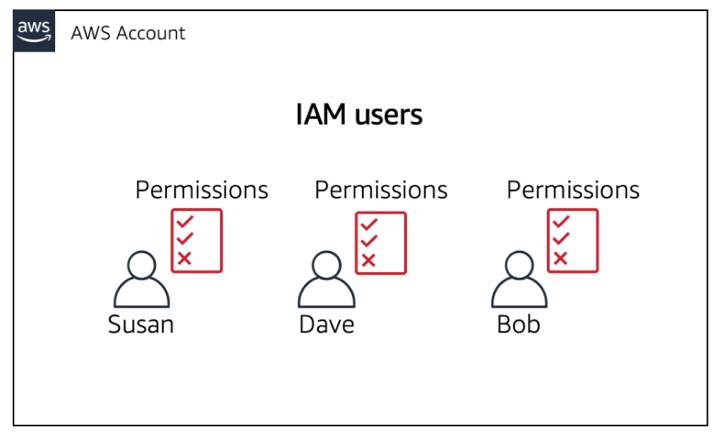 aws
AWS Account
IAM users
Permissions Permissions Permissions
Susan Dave Bob